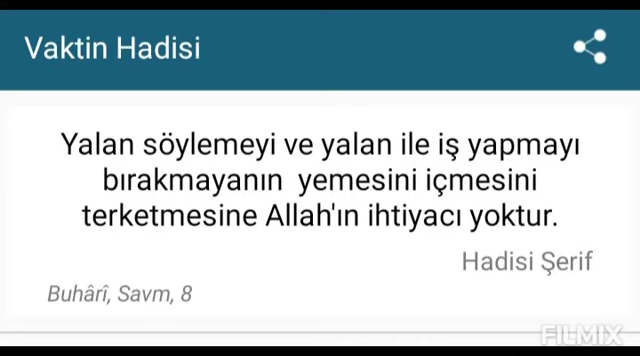 Vaktin Hadisi
Yalan söylemeyi ve yalan ile iş yapmayı
bırakmayanın yemesini içmesini
terketmesine Allah'ın ihtiyacı yoktur.
Hadisi Şerif
Buhârî, Savm, 8
FILMIX